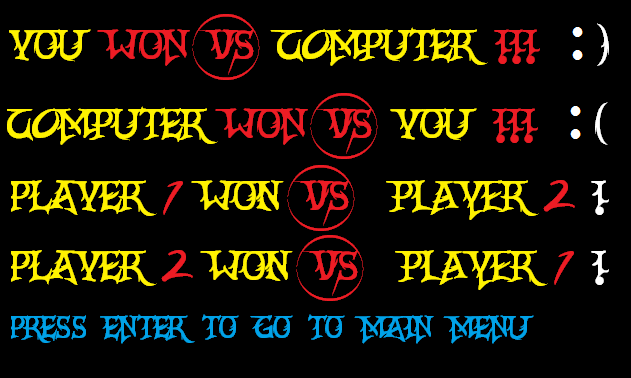 YOU WON VS COMPUTER !!! :)
COMPUTER WON VS YOU !!! :(
PLAYER 1 WON VS PLAYER 2 !
PLAYER 2 WON VS PLAYER 1 !
PRESS ENTER TO GO TO MAIN MENU